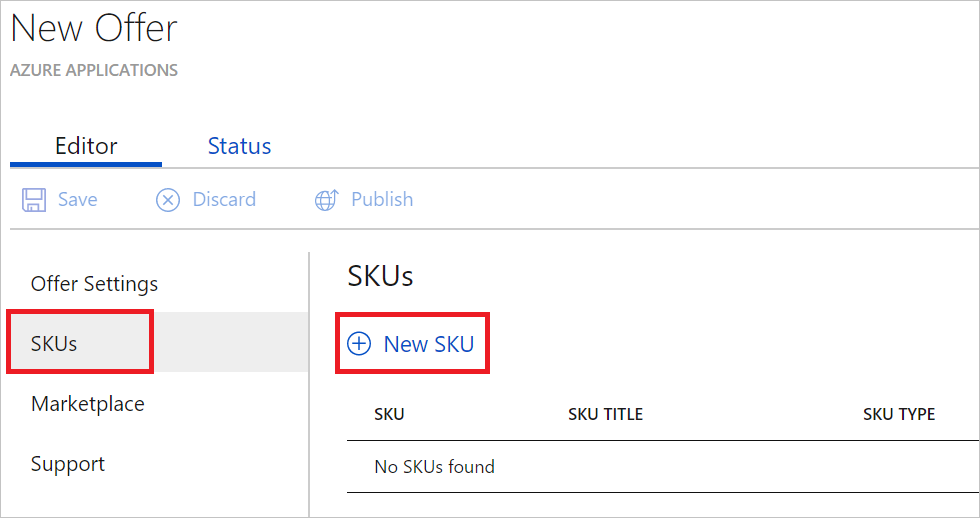 New Offer
AZURE APPLICATIONS
Editor Status
Save Discard Publish
Offer Settings
SKUs
Marketplace
Support
SKUs
New SKU
SKU SKU TITLE SKU TYPE
No SKUs found